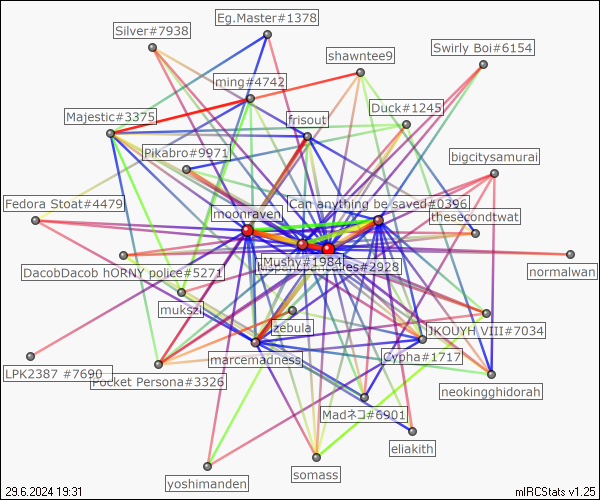 Eg.Master#1378
Silver#7938
shawntee9
Swirly Boi#6154
ming#4742
Duck#1245
Majestic#3375
frisout
Pikabro#9971
bigcitysamurai
Fedora Stoat#4479
Can anything be saved#0396
moonraven
thesecondtwat
Mushy#1984
#2928
DacobDacob hORNY police#5271
normalwan
mukszi
zebula
JKOUYH VIII#7034
marcemadness
Cypha#1717
LPK2387 #7690
Pocket Persona#3326
neokingghidorah
Madネコ#6901
eliakith
somass
yoshimanden
29.6.2024 19:31
mIRCStats v1.25